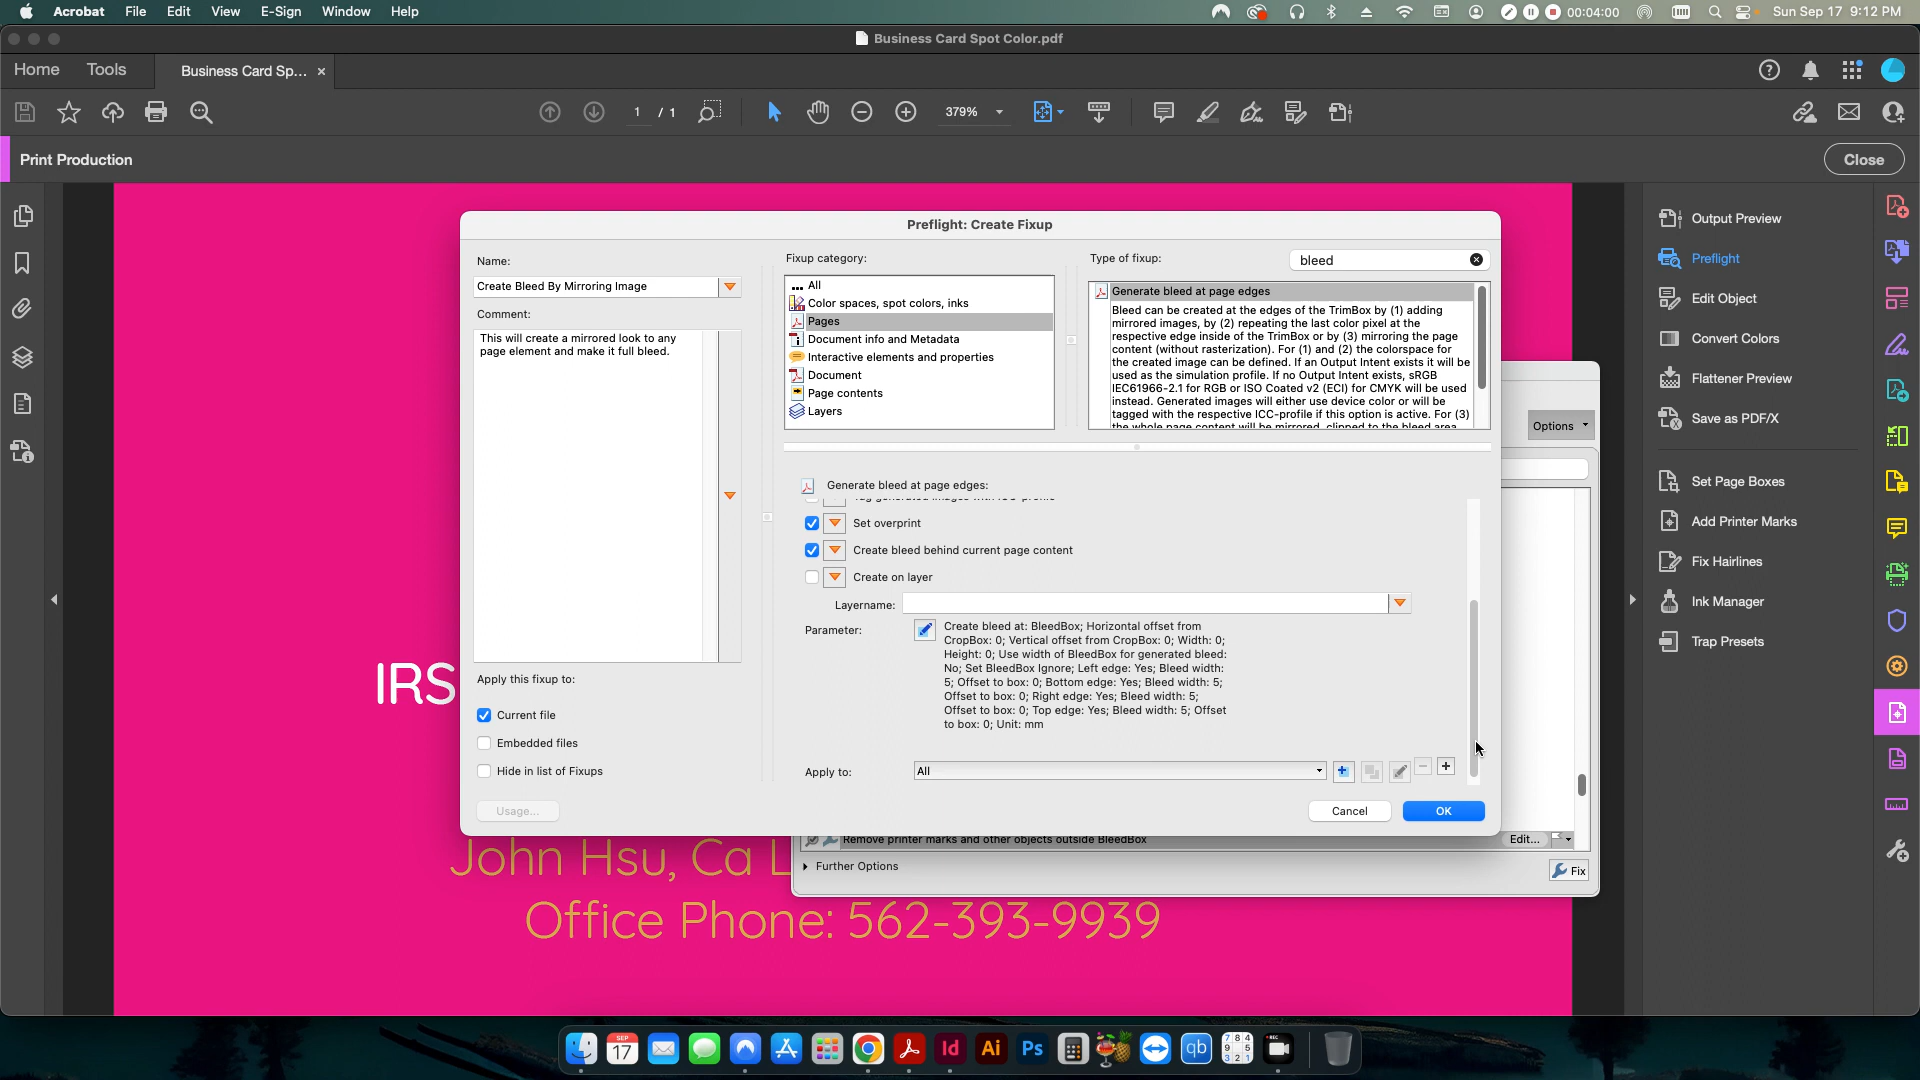 Acrobat File Edit View E-Sign Window Help
00:04:00
Sun Sep 17 9:12 PM
Business Card Spot Color.pdf
Home Tools Business Card Sp... ×
1 / 1
379%
Print Production
Close
Preflight: Create Fixup
Name:
Create Bleed By Mirroring Image
Comment:
This will create a mirrored look to any
page element and make it full bleed.
Apply this fixup to:
Current file
Embedded files
Hide in list of Fixups
Usage...
Fixup category:
All
Color spaces, spot colors, inks
Pages
Document info and Metadata
Interactive elements and properties
Document
Page contents
Layers
Type of fixup:
bleed
Generate bleed at page edges
Bleed can be created at the edges of the TrimBox by (1) adding
mirrored images, by (2) repeating the last color pixel at the
respective edge inside of the TrimBox or by (3) mirroring the page
content (without rasterization). For (1) and (2) the colorspace for
the created image can be defined. If an Output Intent exists it will be
used as the simulation profile. If no Output Intent exists, sRGB
IEC61966-2.1 for RGB or ISO Coated v2 (ECI) for CMYK will be used
instead. Generated images will either use device color or will be
tagged with the respective ICC-profile if this option is active. For (3)
the whole page content will be mirrored, clipped to the bleed area
Generate bleed at page edges:
Set overprint
Create bleed behind current page content
Create on layer
Layername:
Parameter:
Create bleed at: BleedBox; Horizontal offset from
CropBox: 0; Vertical offset from CropBox: 0; Width: 0;
Height: 0; Use width of BleedBox for generated bleed:
No; Set BleedBox Ignore; Left edge: Yes; Bleed width:
5; Offset to box: 0; Bottom edge: Yes; Bleed width: 5;
Offset to box: 0; Right edge: Yes; Bleed width: 5;
Offset to box: 0; Top edge: Yes; Bleed width: 5; Offset
to box: 0; Unit: mm
Apply to:
All
Cancel
OK
Options
Remove printer marks and other objects outside BleedBox
Edit...
Further Options
Fix
IRS
John Hsu, Ca L
Office Phone: 562-393-9939
Output Preview
Preflight
Edit Object
Convert Colors
Flattener Preview
Save as PDF/X
Set Page Boxes
Add Printer Marks
Fix Hairlines
Ink Manager
Trap Presets
SEP
17
Id
Ai
Ps
qb